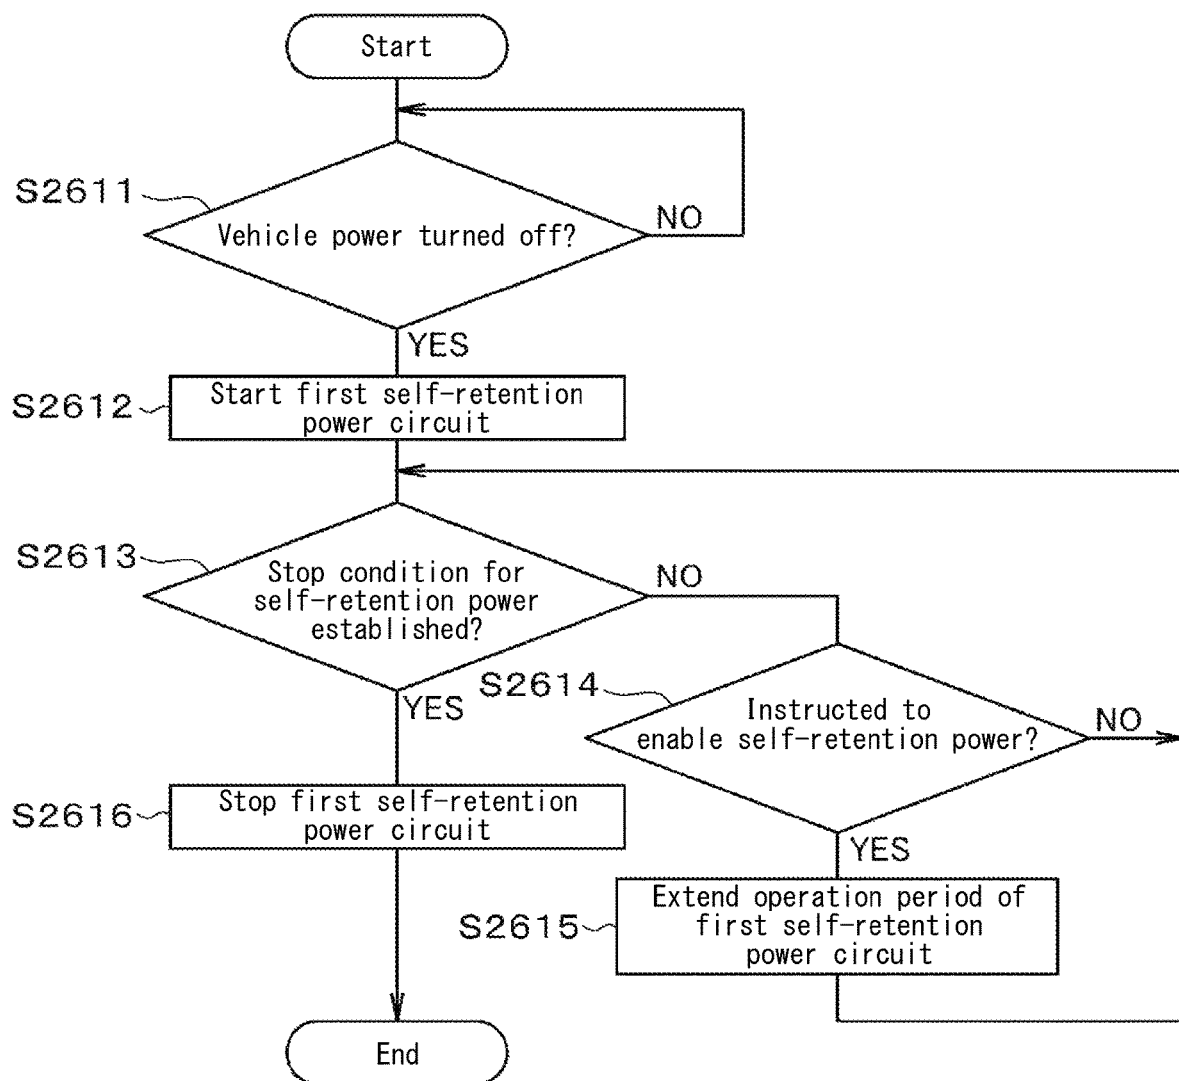 Start
S2611
Vehicle power turned off?
NO
YES
S2612
Start first self-retention
power circuit
S2613
Stop condition for
self-retention power
established?
NO
YES
S2614
Instructed to
enable self-retention power?
NO
YES
S2616
Stop first self-retention
power circuit
S2615
Extend operation period of
first self-retention
power circuit
End